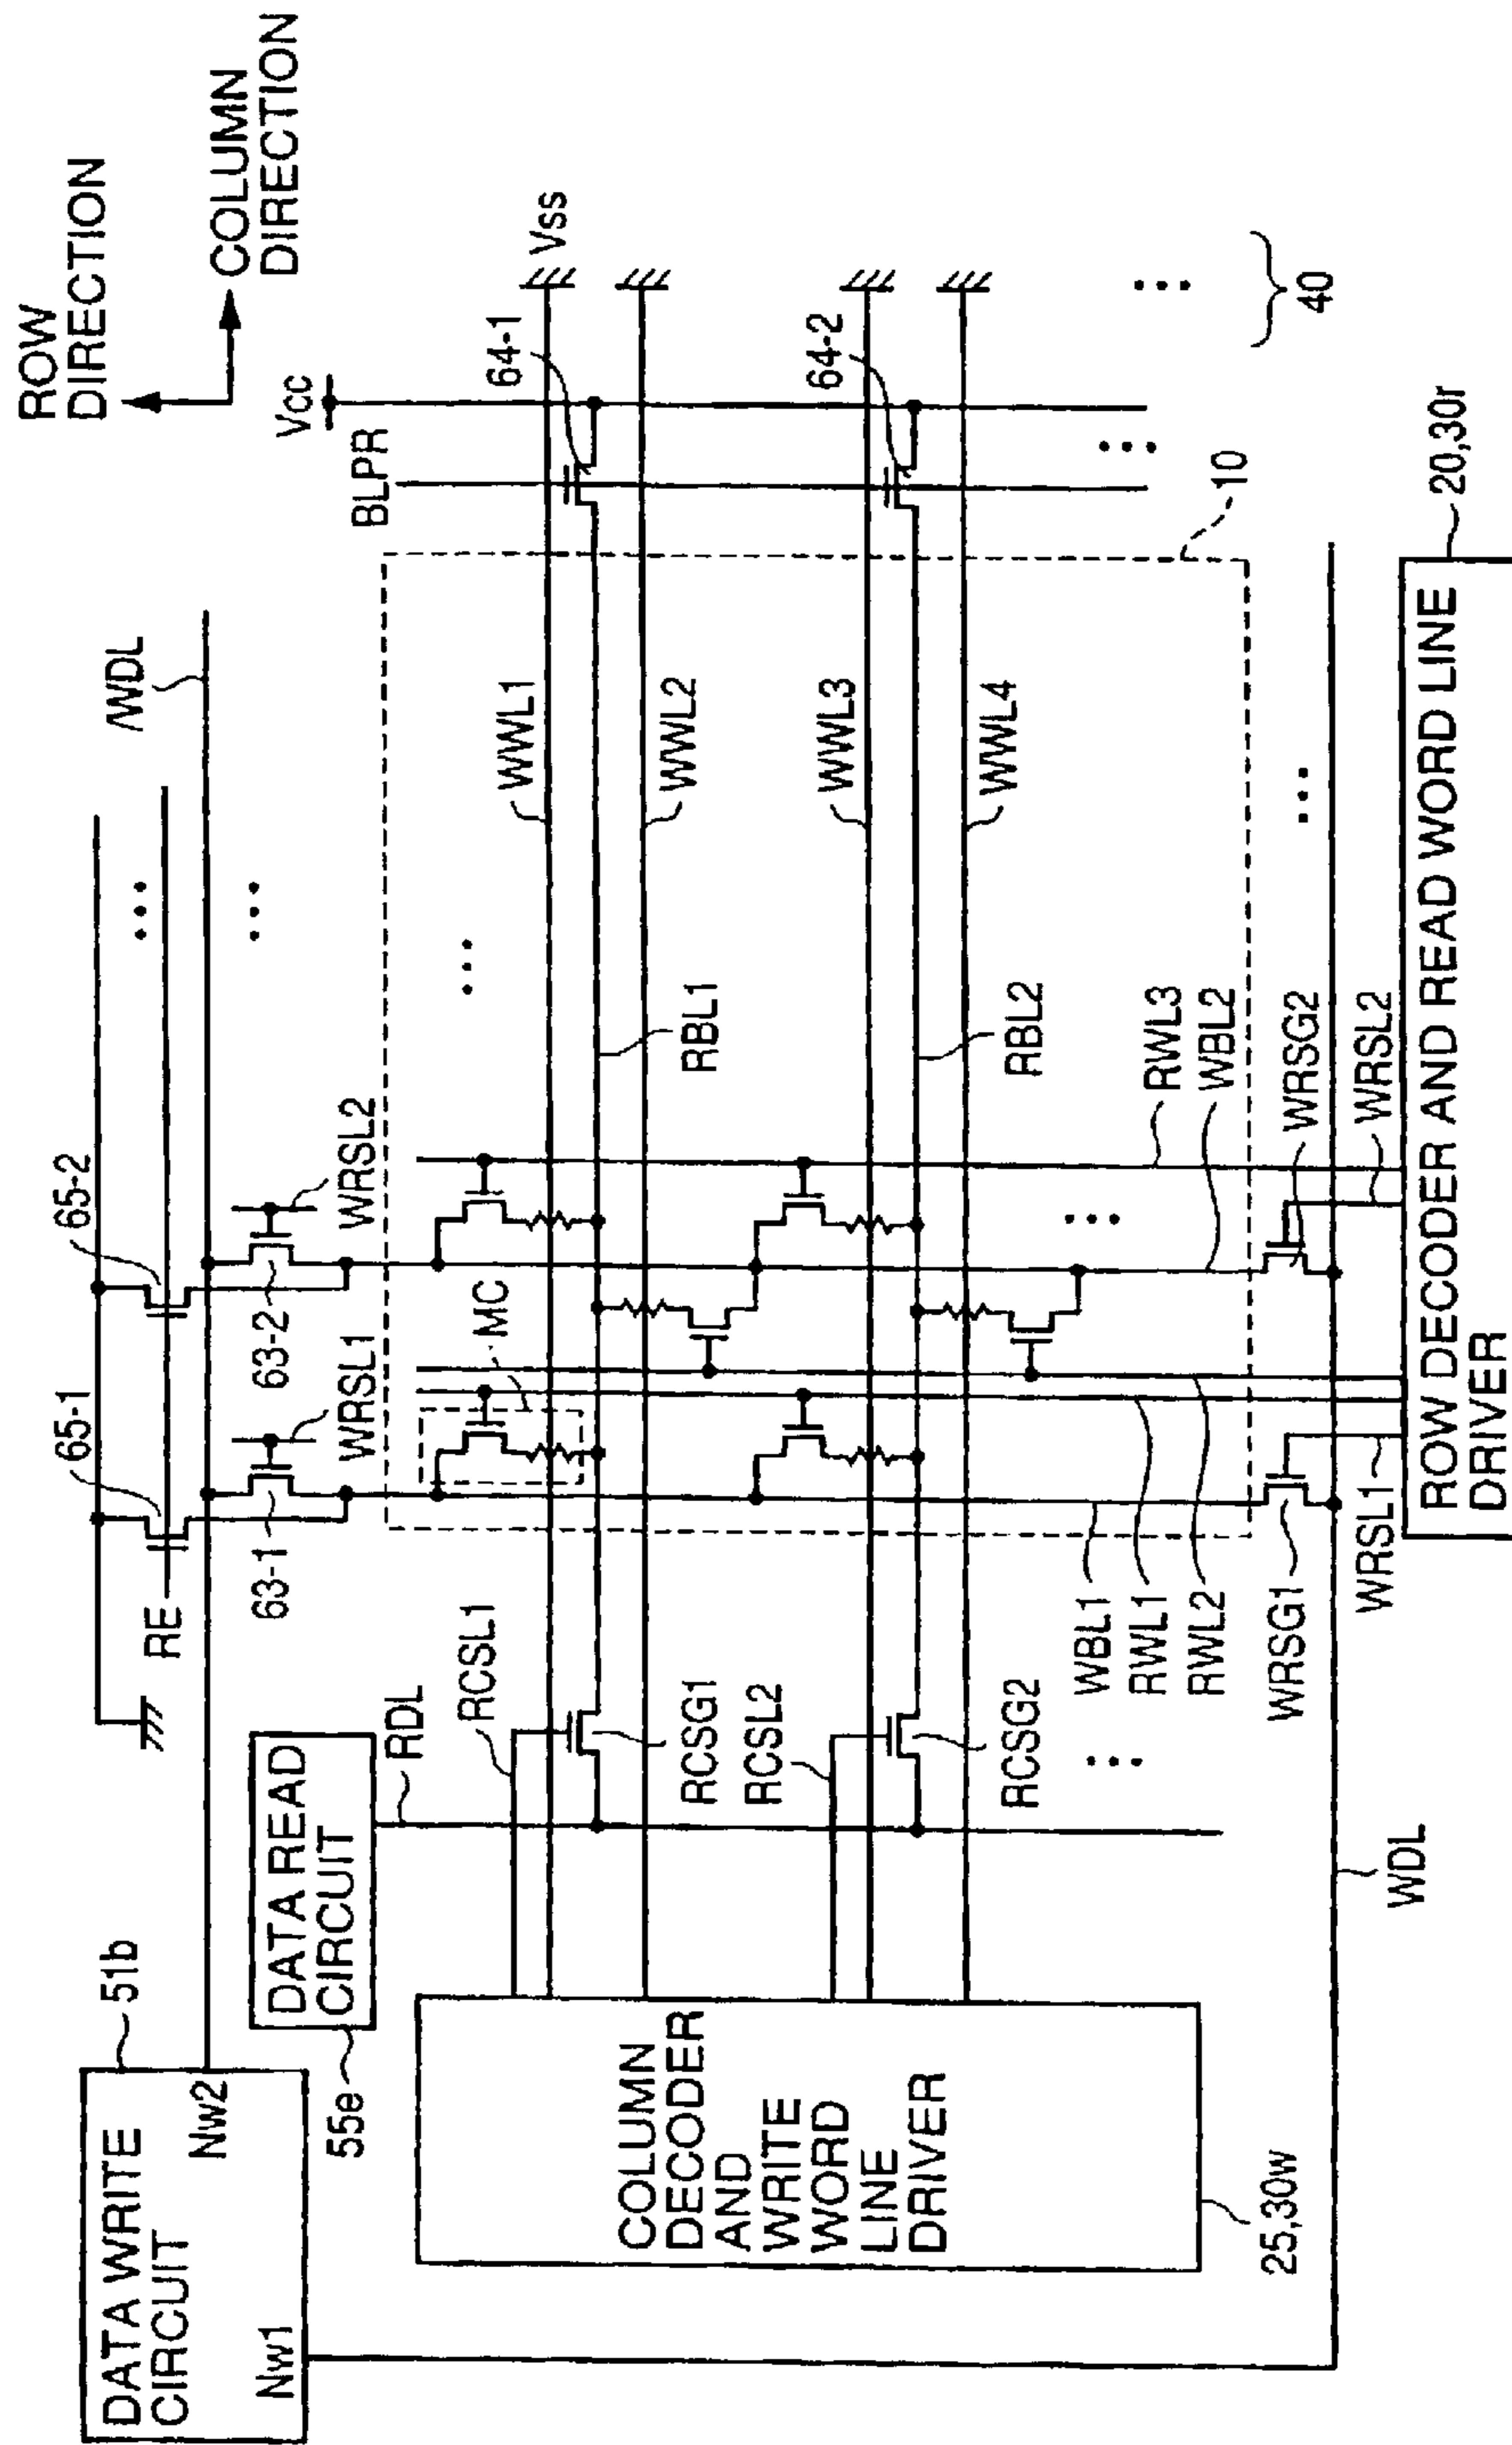 ROW
DIRECTION
COLUMN
DIRECTION
DATA WRITE
CIRCUIT
51b
Nw2
Nw1
/WDL
65-1
65-2
RE
63-1
WRSL1
63-2
WRSL2
DATA READ
CIRCUIT
55e
RDL
Vcc
BLPR
Vss
RCSL1
MC
WWL1
64-1
RCSG1
RBL1
WWL2
COLUMN
DECODER
AND
WRITE
WORD
LINE
DRIVER
25,30w
RCSL2
WWL3
64-2
RCSG2
RBL2
WWL4
40
WBL1
RWL1
RWL2
RWL3
WBL2
10
WRSG1
WRSG2
WDL
WRSL1
WRSL2
20,30r
ROW DECODER AND READ WORD LINE
DRIVER